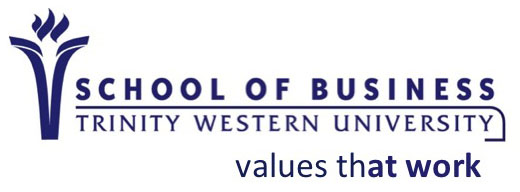 SCHOOL OF BUSINESS
TRINITY WESTERN UNIVERSITY
values that work